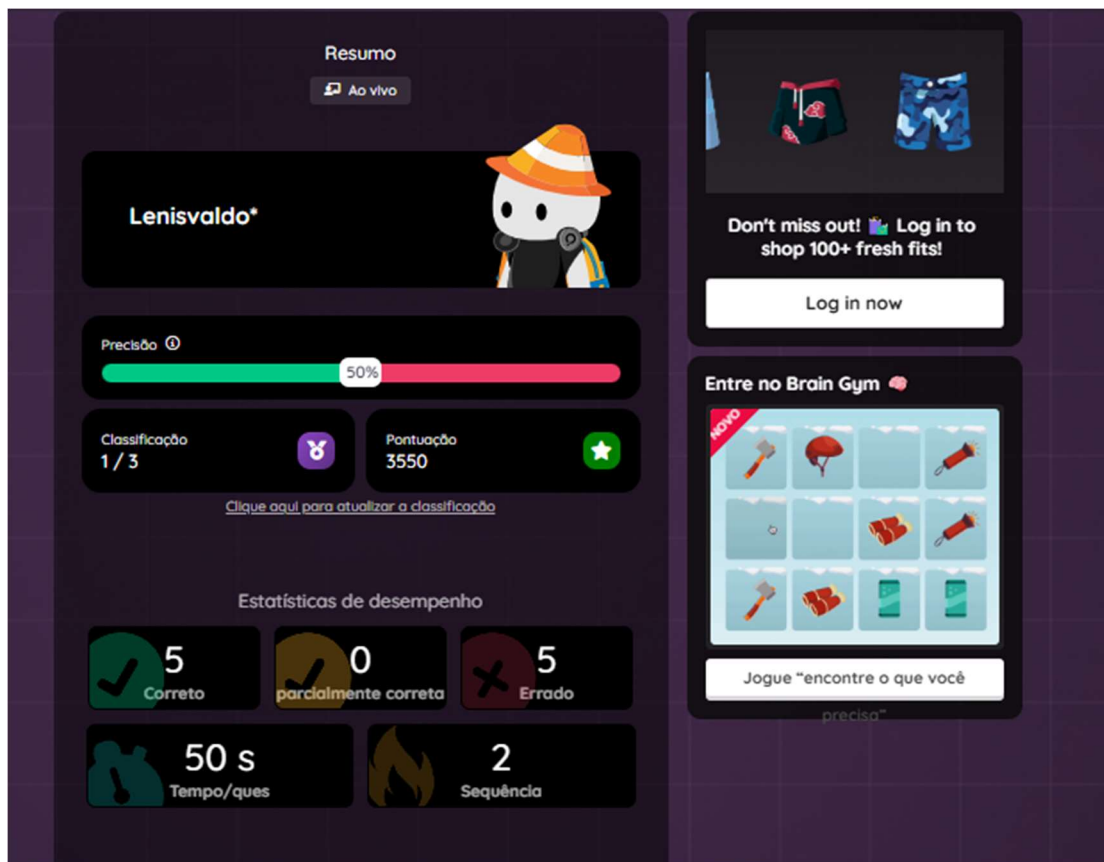 Resumo
Ao vivo
Lenisvaldo*
Precisão
50%
Classificação
1 / 3
Pontuação
3550
Clique aqui para atualizar a classificação
Estatísticas de desempenho
5
Correto
0
parcialmente correta
5
Errado
50 s
Tempo/ques
2
Sequência
Don't miss out! Log in to
shop 100+ fresh fits!
Log in now
Entre no Brain Gym
NOVO
Jogue "encontre o que você
precisa"